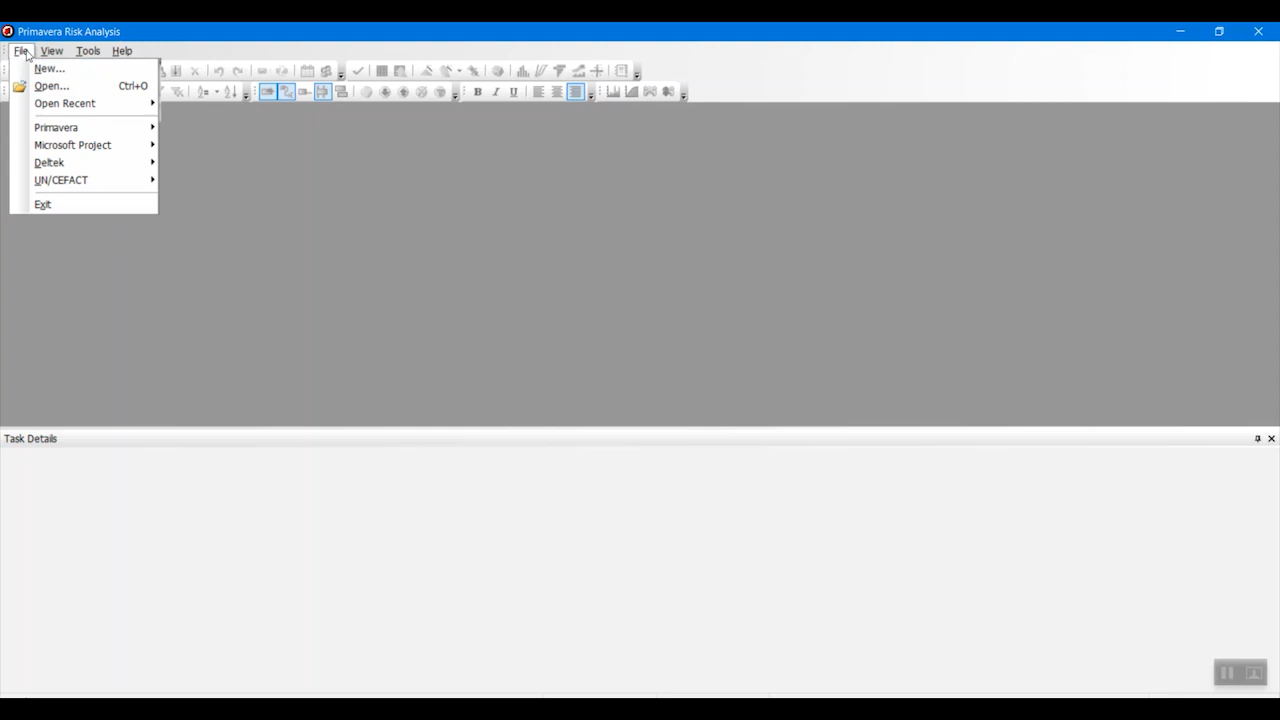 Primavera Risk Analysis
File View Tools Help
New...
Open... Ctrl+O
Open Recent
Primavera
Microsoft Project
Deltek
UN/CEFACT
Exit
B I U
Task Details